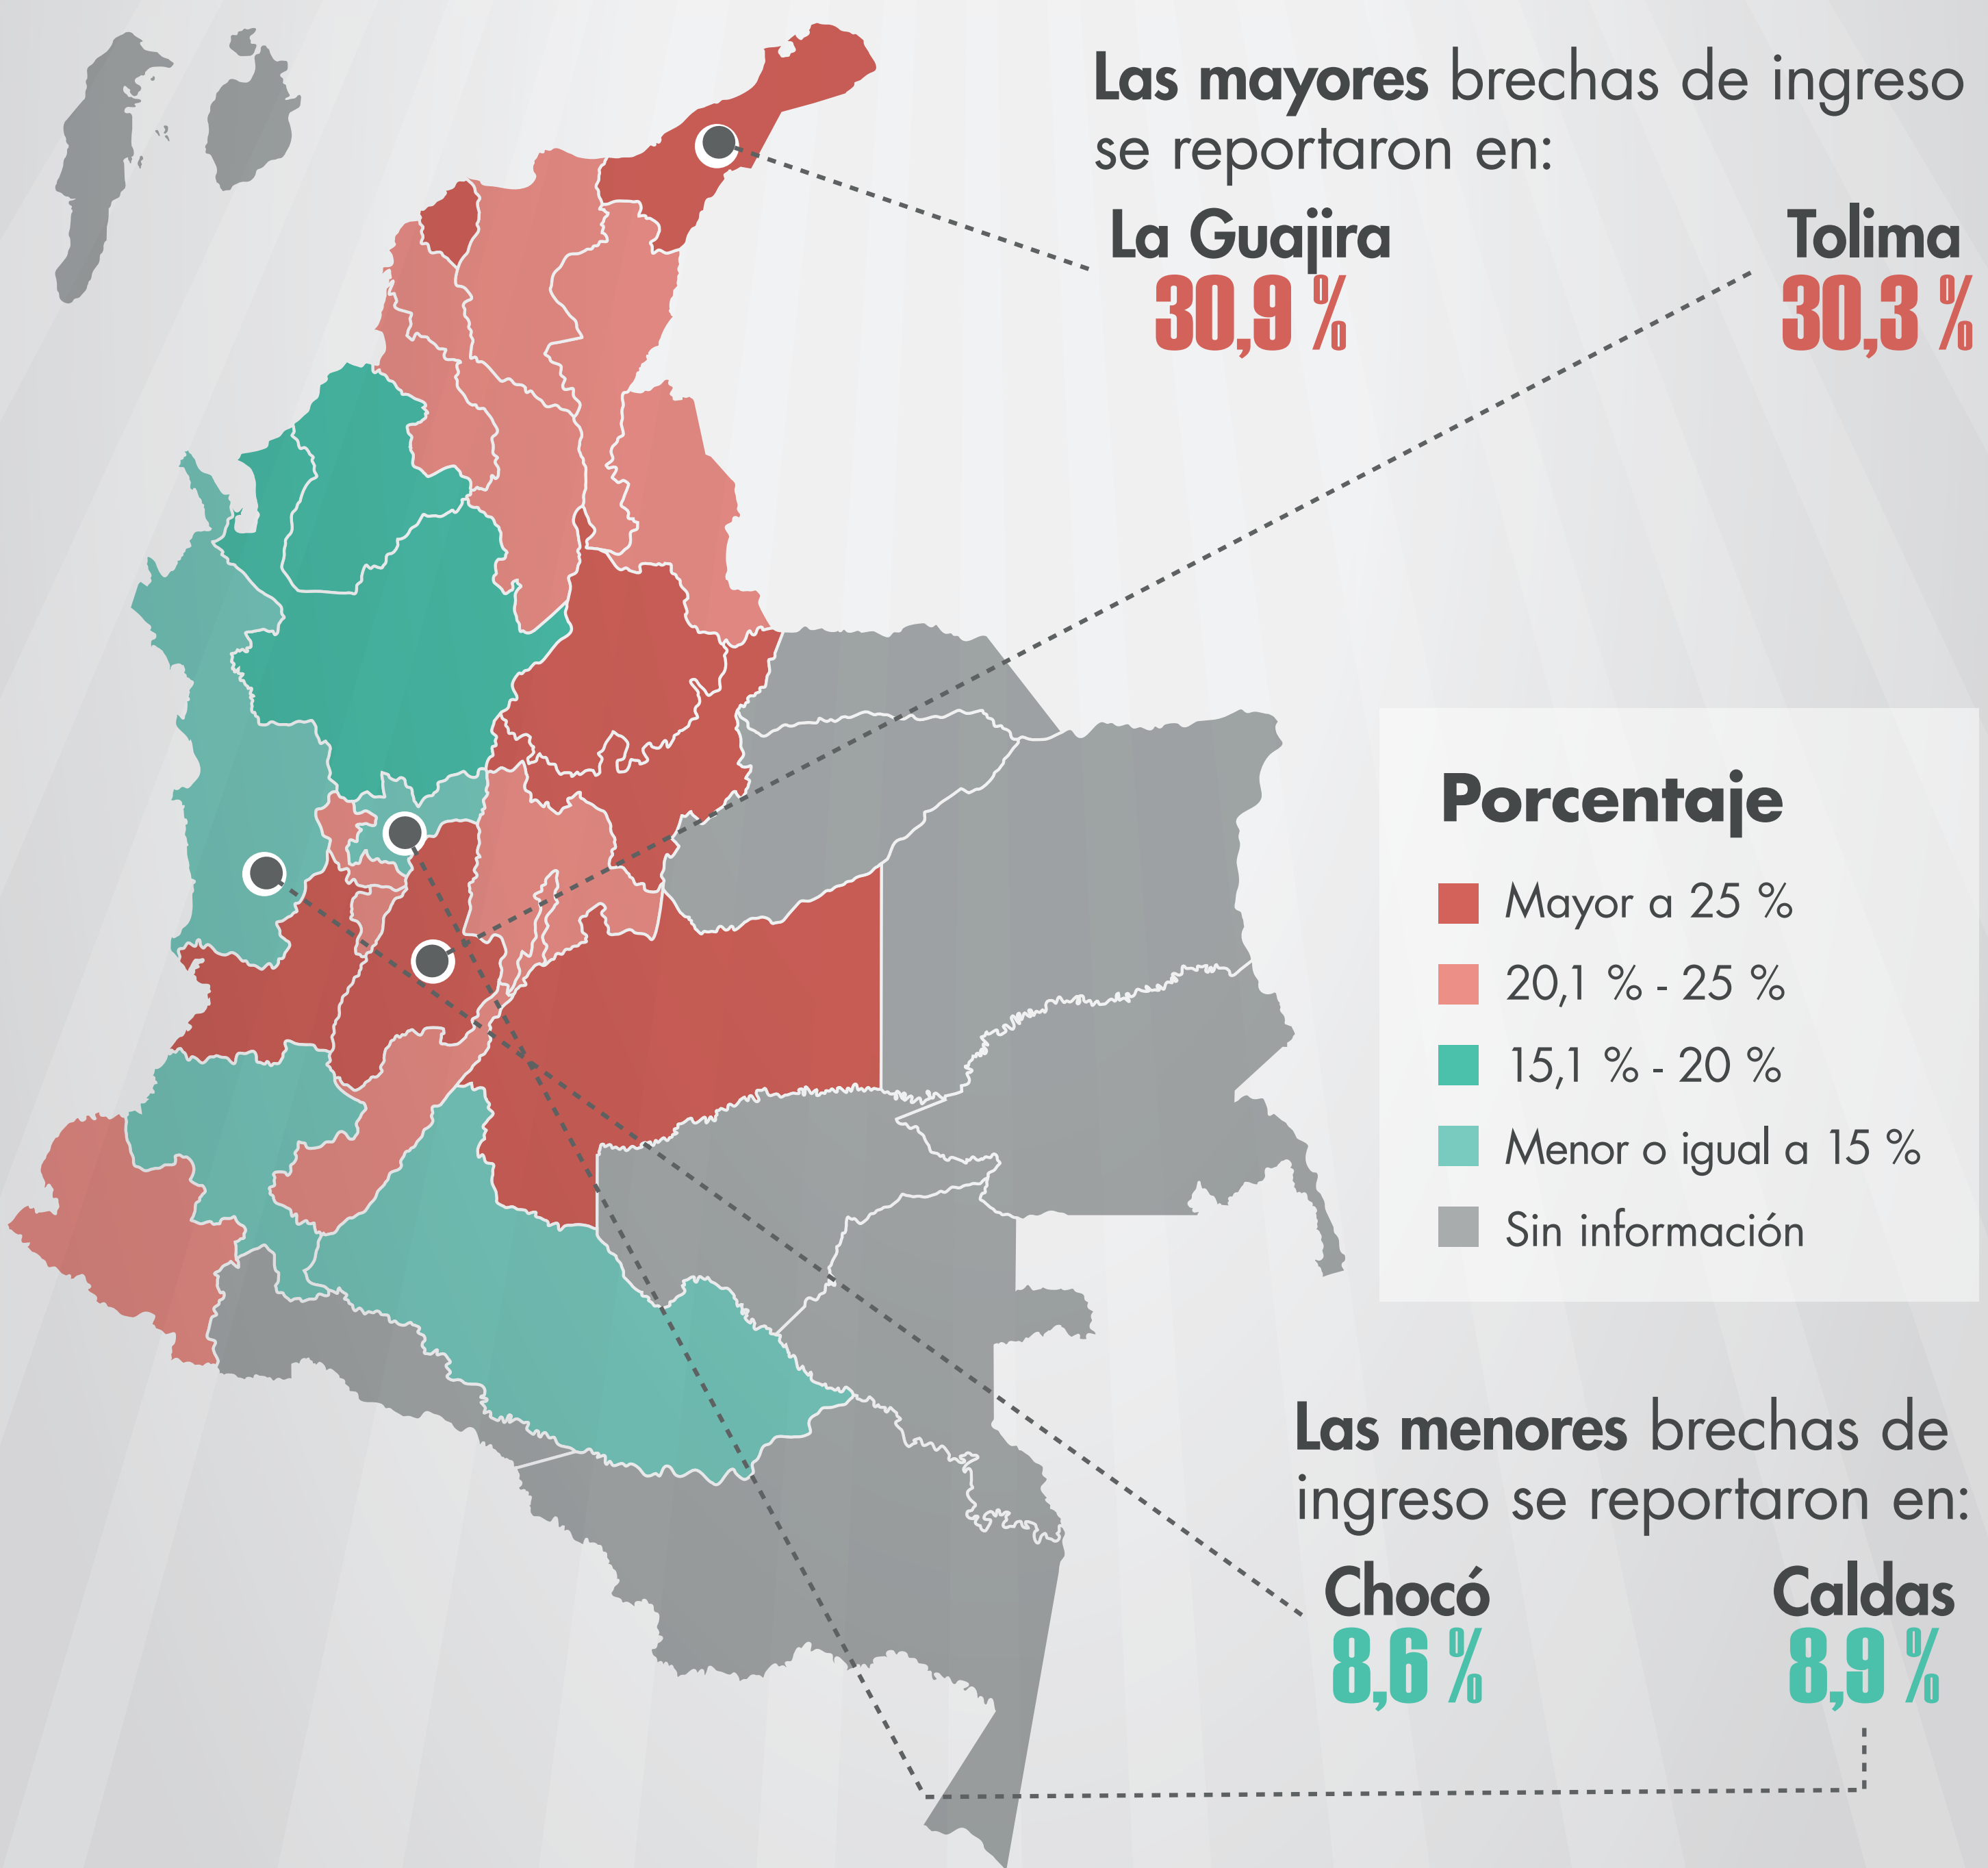 Las mayores brechas de ingreso
se reportaron en:
La Guajira
30,9 %
Tolima
30,3 %
Porcentaje
Mayor a 25 %
20,1 % - 25 %
15,1 % - 20 %
Menor o igual a 15 %
Sin información
Las menores brechas de
ingreso se reportaron en:
Chocó
8,6 %
Caldas
8,9 %